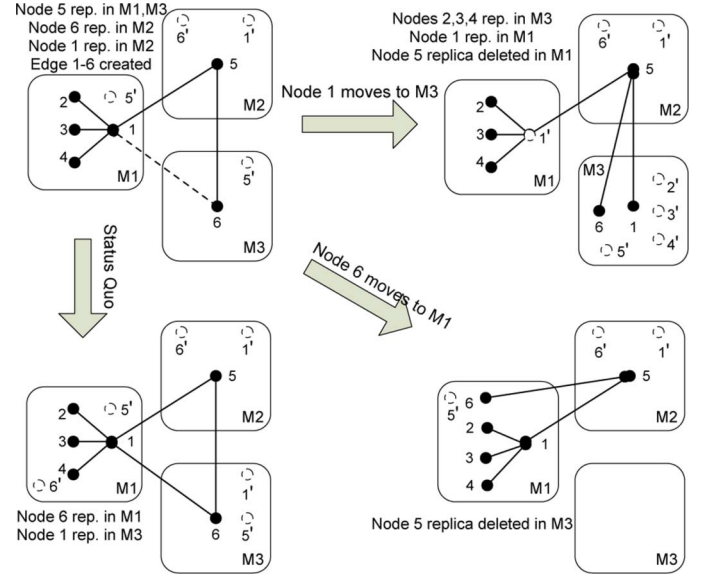 Node 5 rep. in M1,M3
Node 6 rep. in M2
Node 1 rep. in M2
Edge 1-6 created
6'
1'
5
M2
2
5'
3
1
4
M1
5'
6
M3
Node 1 moves to M3
Nodes 2,3,4 rep. in M3
Node 1 rep. in M1
Node 5 replica deleted in M1
6'
1'
5
M2
2
3
1'
4
M1
M3
2'
3'
6
1
4'
5'
Status Quo
Node 6 moves to M1
6'
1'
5
M2
2
5'
3
1
4
6'
M1
1'
6
5'
M3
Node 6 rep. in M1
Node 1 rep. in M3
6'
1'
5
M2
5'
6
2
1
3
4
M1
M3
Node 5 replica deleted in M3